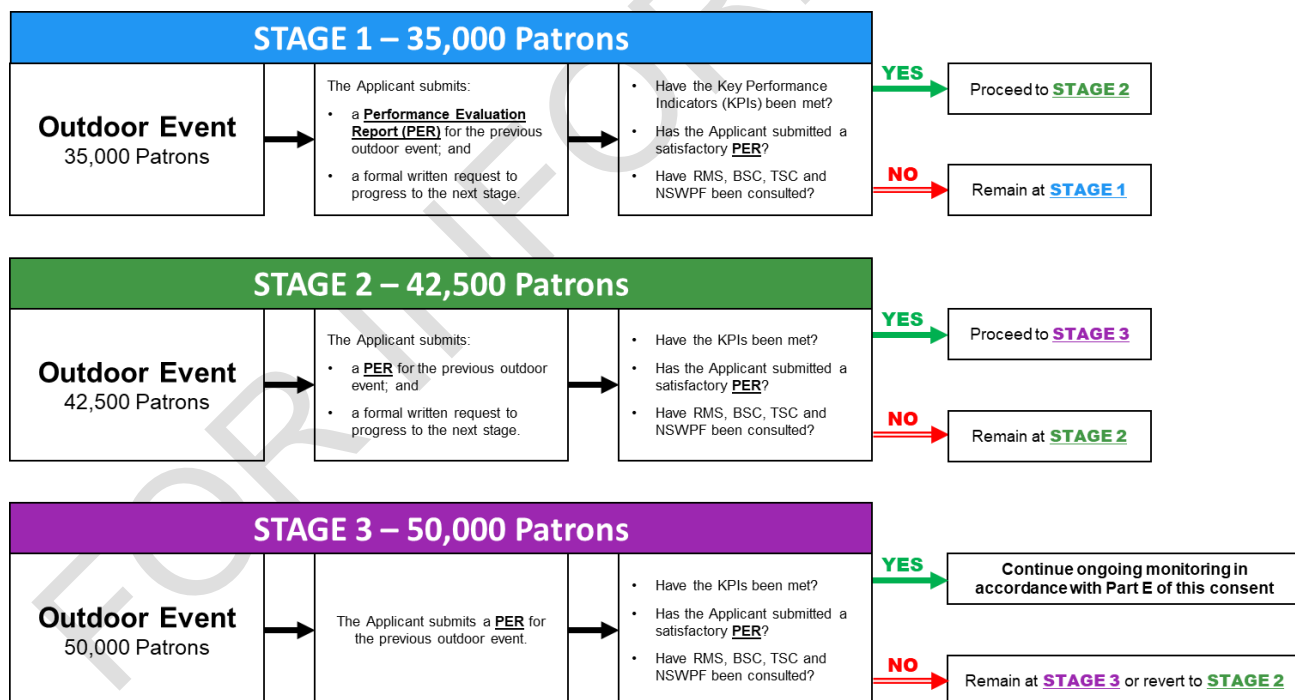 STAGE 1 – 35,000 Patrons
Outdoor Event
35,000 Patrons
The Applicant submits:
• a Performance Evaluation
Report (PER) for the previous
outdoor event; and
• a formal written request to
progress to the next stage.
• Have the Key Performance
Indicators (KPIs) been met?
• Has the Applicant submitted a
satisfactory PER?
• Have RMS, BSC, TSC and
NSWPF been consulted?
YES
Proceed to STAGE 2
NO
Remain at STAGE 1
STAGE 2 – 42,500 Patrons
Outdoor Event
42,500 Patrons
The Applicant submits:
• a PER for the previous outdoor
event; and
• a formal written request to
progress to the next stage.
• Have the KPIs been met?
• Has the Applicant submitted a
satisfactory PER?
• Have RMS, BSC, TSC and
NSWPF been consulted?
YES
Proceed to STAGE 3
NO
Remain at STAGE 2
STAGE 3 – 50,000 Patrons
Outdoor Event
50,000 Patrons
The Applicant submits a PER for
the previous outdoor event.
• Have the KPIs been met?
• Has the Applicant submitted a
satisfactory PER?
• Have RMS, BSC, TSC and
NSWPF been consulted?
YES
Continue ongoing monitoring in
accordance with Part E of this consent
NO
Remain at STAGE 3 or revert to STAGE 2
FOR